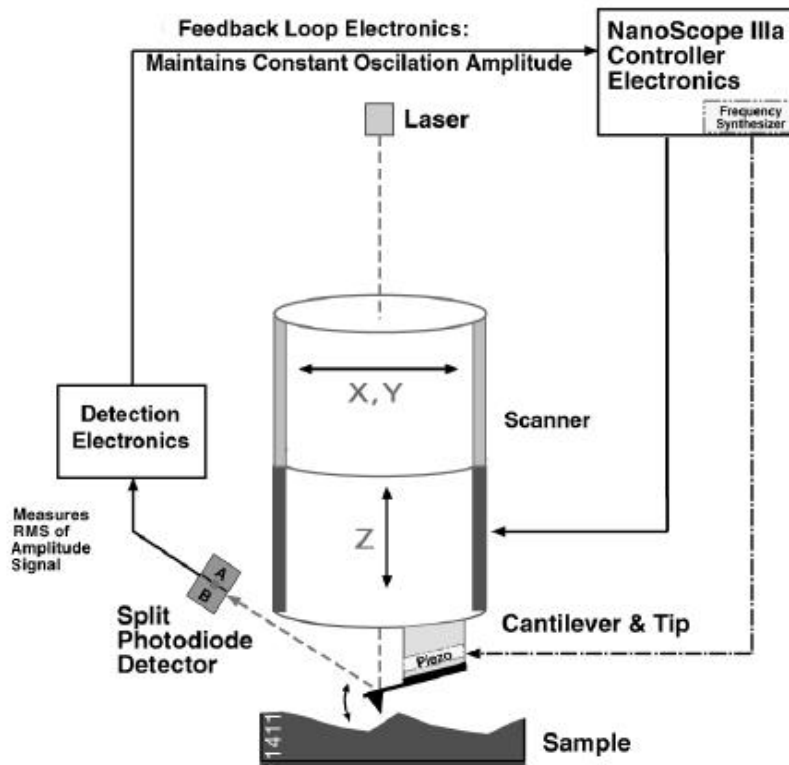 Feedback Loop Electronics:
Maintains Constant Oscilation Amplitude
NanoScope IIIa
Controller
Electronics
Frequency
Synthesizer
Laser
X, Y
Detection
Electronics
Scanner
Measures
RMS of
Amplitude
Signal
Z
A
B
Split
Photodiode
Detector
Cantilever & Tip
Piezo
1411
Sample